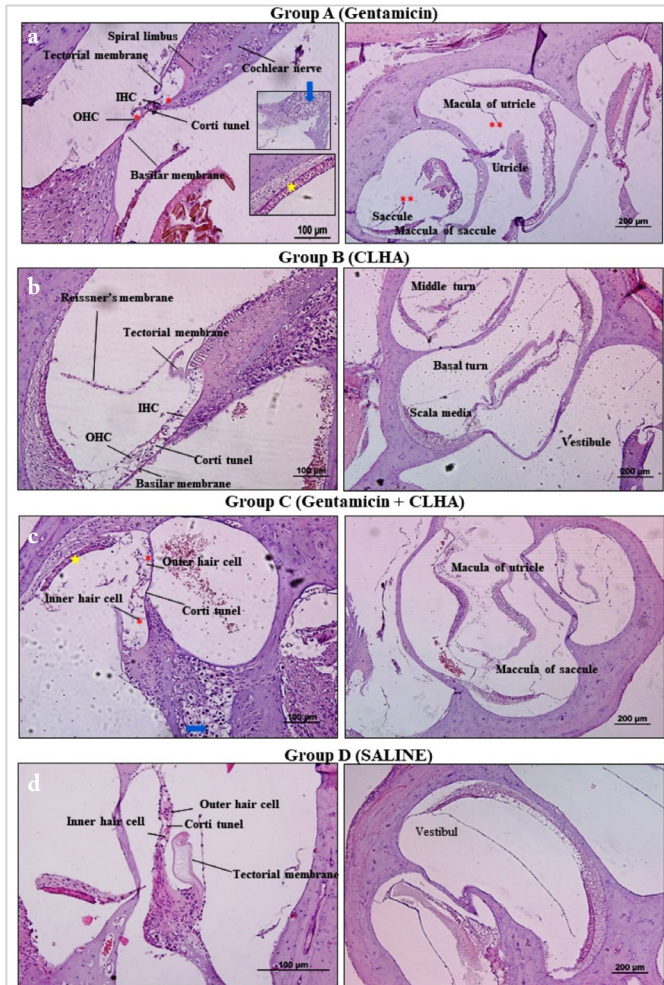 Group A (Gentamicin)
a
Spiral limbus
Tectorial membrane
Cochlear nerve
IHC
OHC
Corti tunel
Basilar membrane
100 µm
Macula of utricle
**
Utricle
**
Saccule
Maccula of saccule
200 µm
Group B (CLHA)
b
Reissner's membrane
Tectorial membrane
IHC
OHC
Corti tunel
Basilar membrane
100 µm
Middle turn
Basal turn
Scala media
Vestibule
200 µm
Group C (Gentamicin + CLHA)
c
Outer hair cell
Inner hair cell
Corti tunel
100 µm
Macula of utricle
Maccula of saccule
200 µm
Group D (SALINE)
d
Outer hair cell
Inner hair cell
Corti tunel
Tectorial membrane
100 µm
Vestibul
200 µm